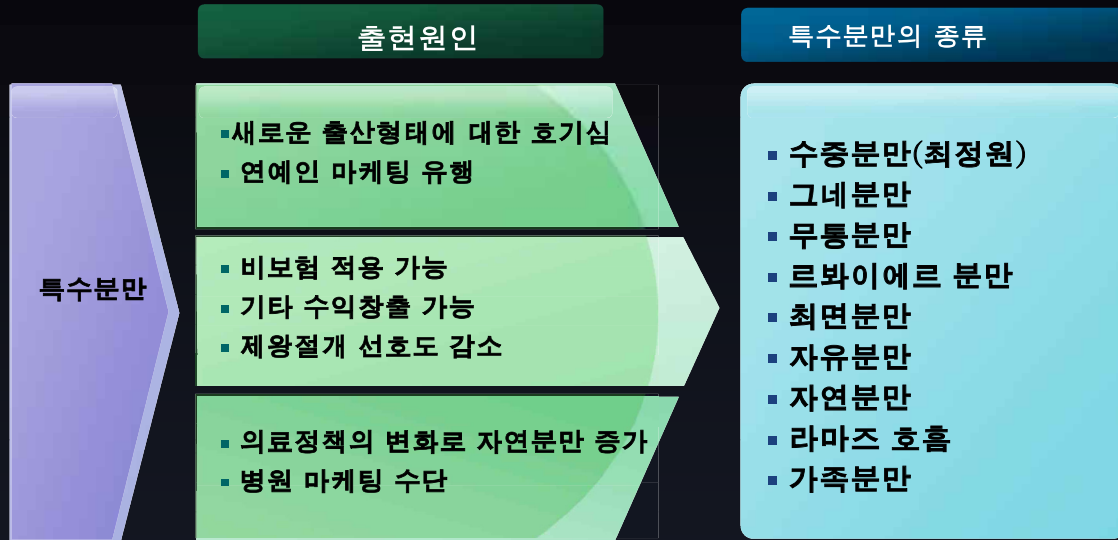 출현원인
특수분만의 종류
특수분만
▪새로운 출산형태에 대한 호기심
▪ 연예인 마케팅 유행
▪ 비보험 적용 가능
▪ 기타 수익창출 가능
▪ 제왕절개 선호도 감소
▪ 의료정책의 변화로 자연분만 증가
▪ 병원 마케팅 수단
▪ 수중분만(최정원)
▪ 그네분만
▪ 무통분만
▪ 르봐이에르 분만
▪ 최면분만
▪ 자유분만
▪ 자연분만
▪ 라마즈 호흡
▪ 가족분만